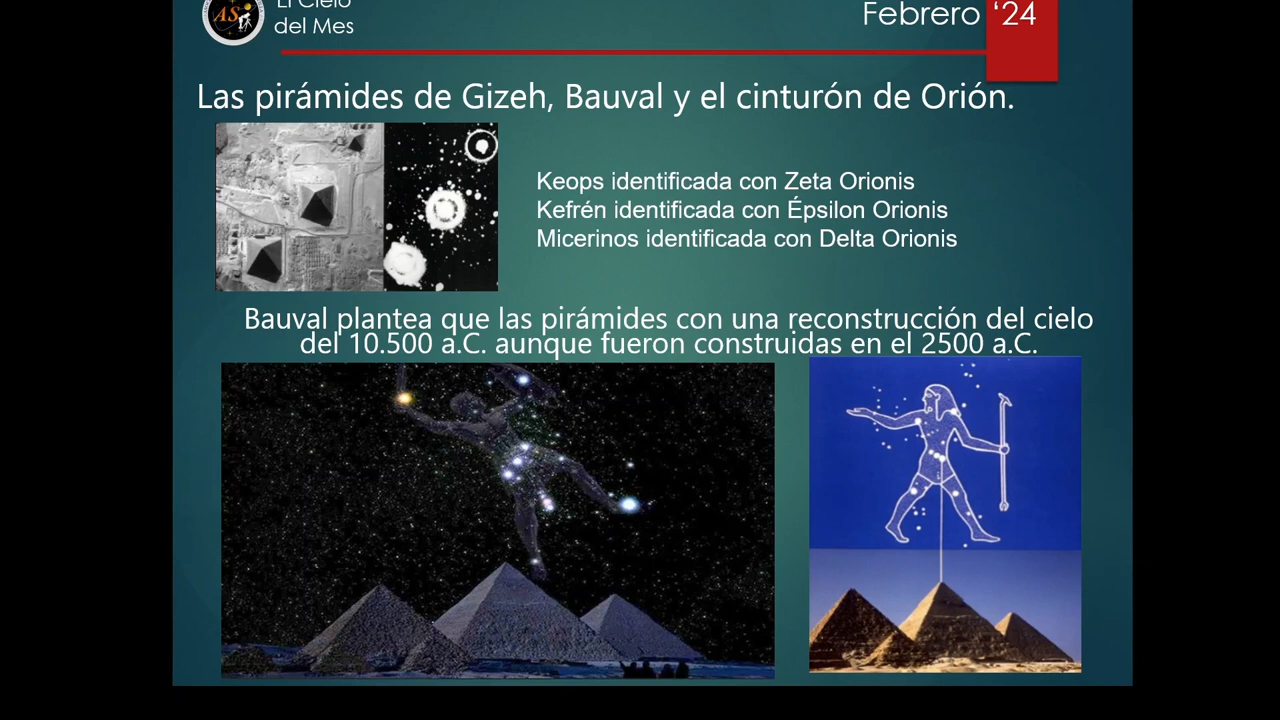 El Cielo
del Mes
Febrero ‘24
AS
Las pirámides de Gizeh, Bauval y el cinturón de Orión.
Keops identificada con Zeta Orionis
Kefrén identificada con Épsilon Orionis
Micerinos identificada con Delta Orionis
Bauval plantea que las pirámides con una reconstrucción del cielo
del 10.500 a.C. aunque fueron construidas en el 2500 a.C.